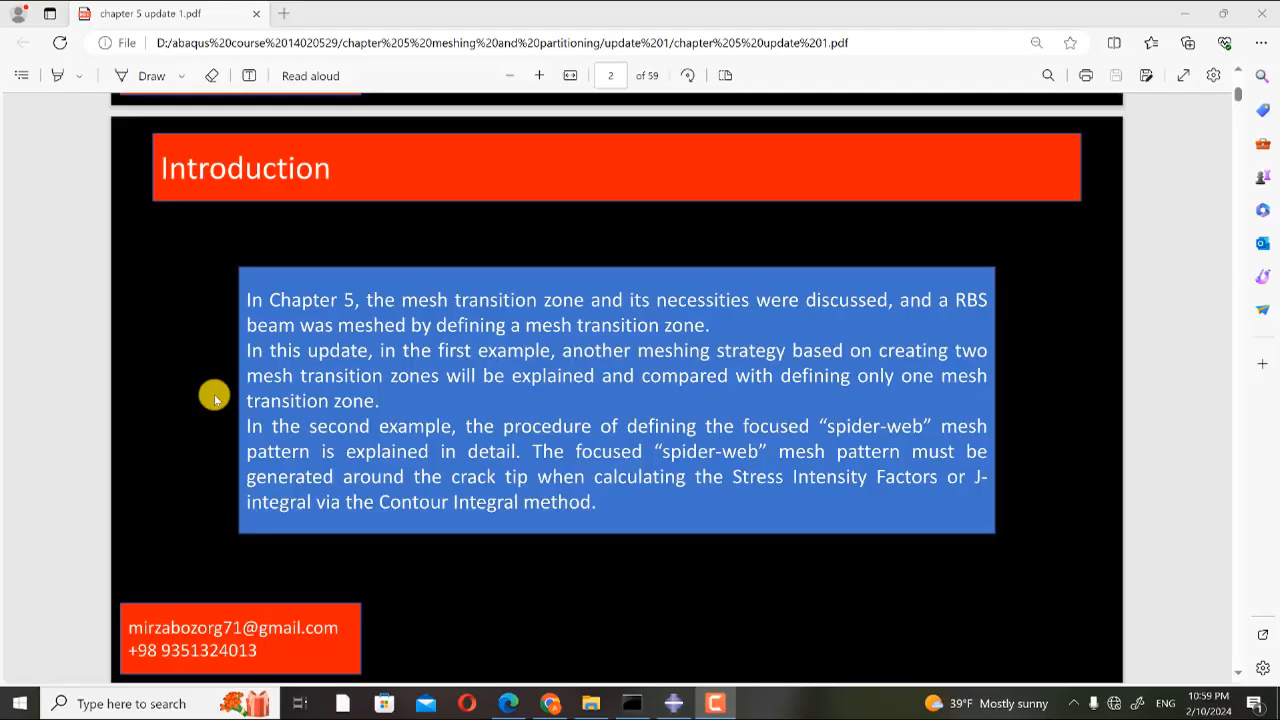 chapter 5 update 1.pdf
File
D:/abaqus%20course%2014020529/chapter%205%20meshing%20and%20partitioning/update%201/chapter%205%20update%201.pdf
Draw
Read aloud
2
of 59
Introduction
In Chapter 5, the mesh transition zone and its necessities were discussed, and a RBS
beam was meshed by defining a mesh transition zone.
In this update, in the first example, another meshing strategy based on creating two
mesh transition zones will be explained and compared with defining only one mesh
transition zone.
In the second example, the procedure of defining the focused “spider-web” mesh
pattern is explained in detail. The focused “spider-web” mesh pattern must be
generated around the crack tip when calculating the Stress Intensity Factors or J-
integral via the Contour Integral method.
mirzabozorg71@gmail.com
+98 9351324013
Type here to search
39°F Mostly sunny
ENG
10:59 PM
2/10/2024